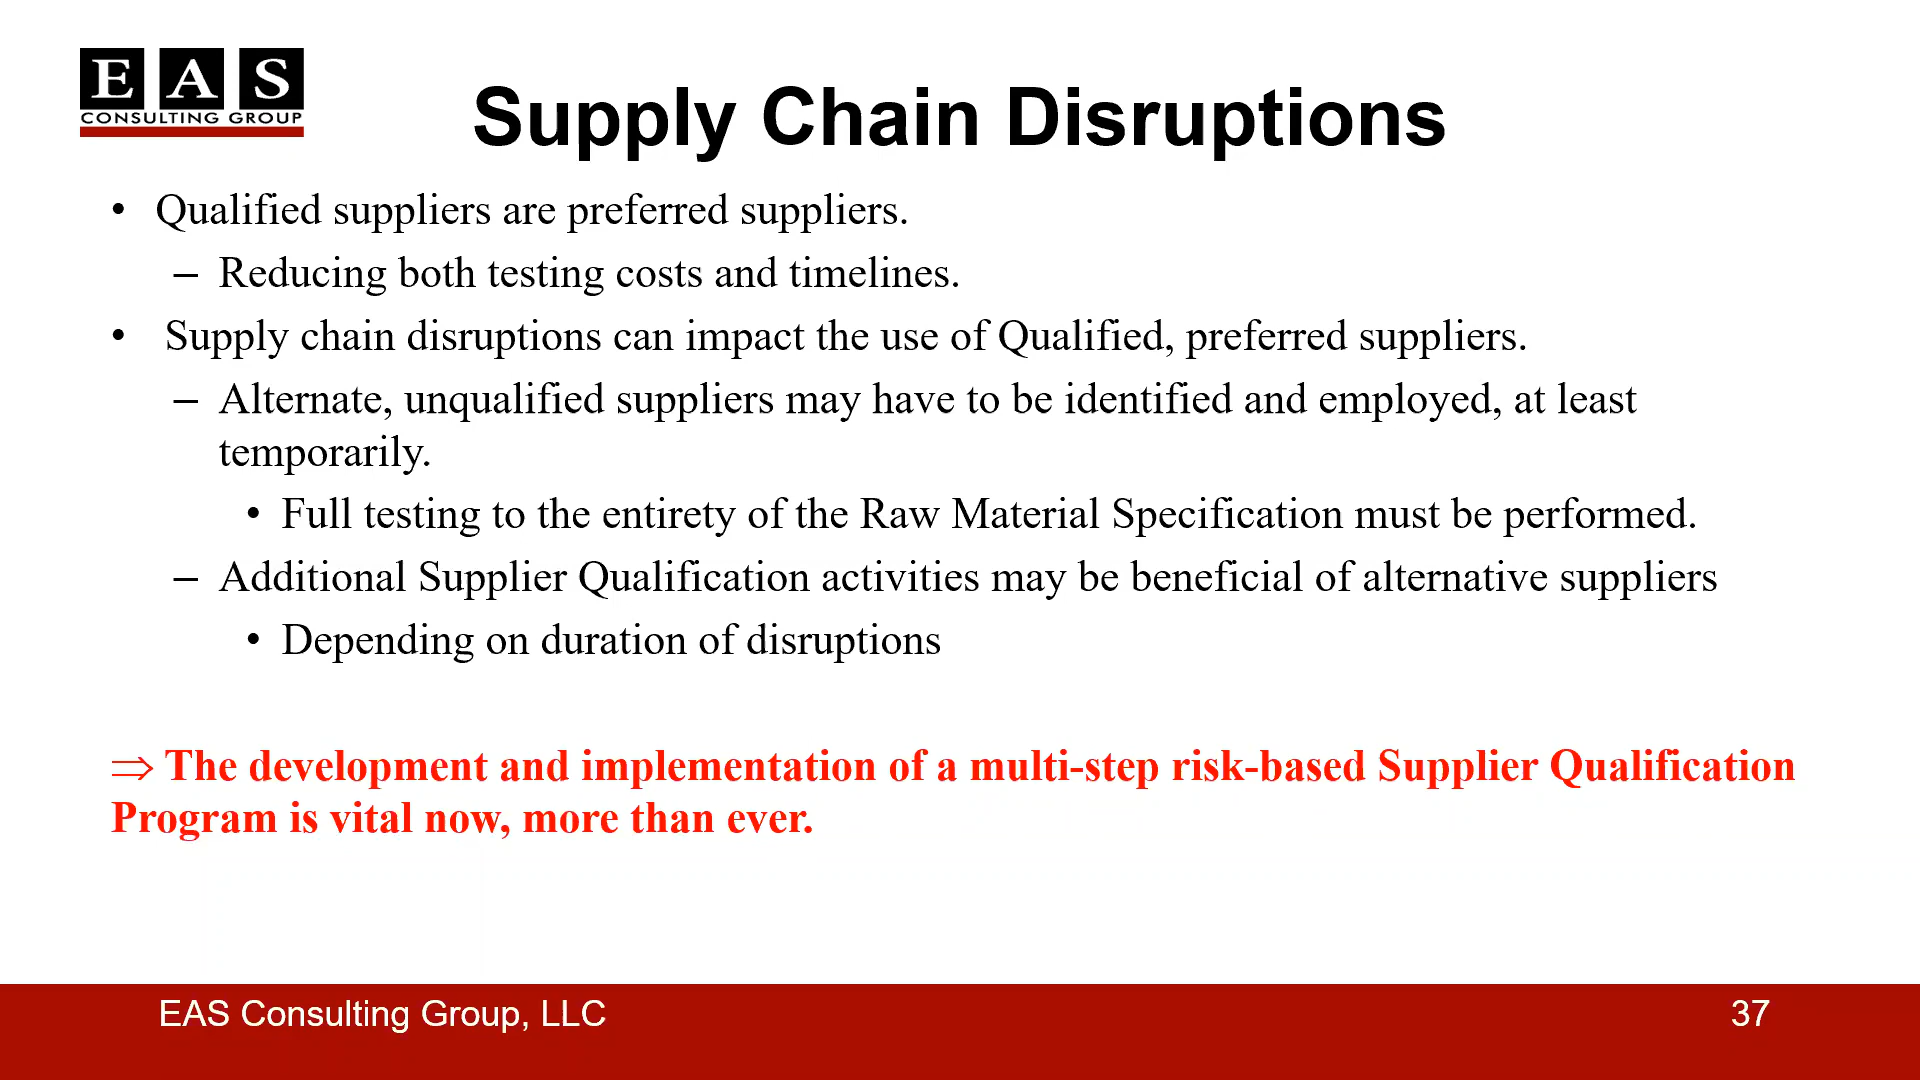 E A S
CONSULTING GROUP
Supply Chain Disruptions
• Qualified suppliers are preferred suppliers.
– Reducing both testing costs and timelines.
• Supply chain disruptions can impact the use of Qualified, preferred suppliers.
– Alternate, unqualified suppliers may have to be identified and employed, at least
temporarily.
• Full testing to the entirety of the Raw Material Specification must be performed.
– Additional Supplier Qualification activities may be beneficial of alternative suppliers
• Depending on duration of disruptions
⇒ The development and implementation of a multi-step risk-based Supplier Qualification
Program is vital now, more than ever.
EAS Consulting Group, LLC
37